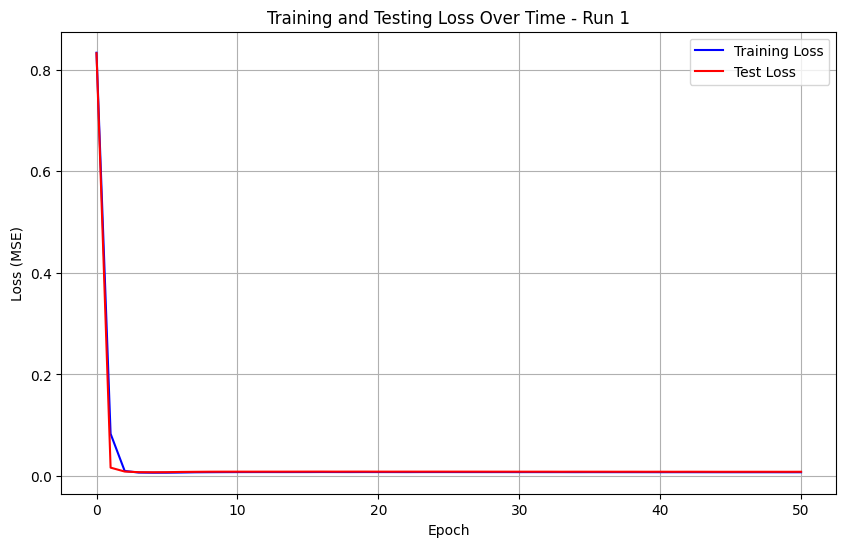 Training and Testing Loss Over Time - Run 1
Training Loss
Test Loss
Loss (MSE)
0.8
0.6
0.4
0.2
0.0
0
10
20
30
40
50
Epoch